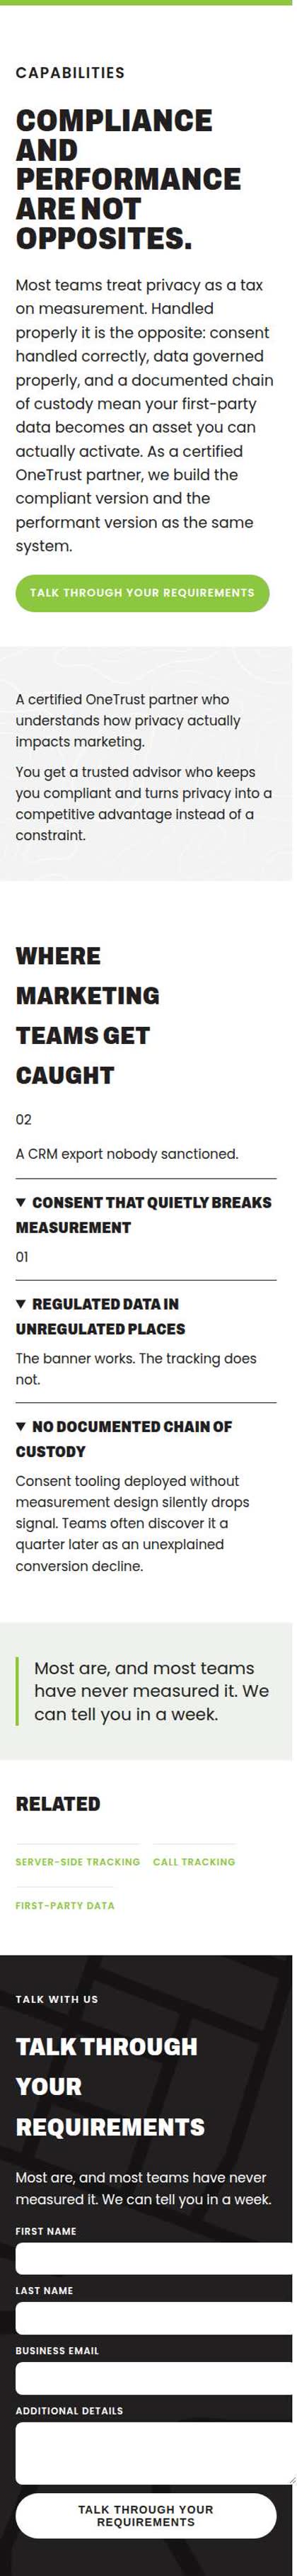 CAPABILITIES
COMPLIANCE
AND
PERFORMANCE
ARE NOT
OPPOSITES.
Most teams treat privacy as a tax
on measurement. Handled
properly it is the opposite: consent
handled correctly, data governed
properly, and a documented chain
of custody mean your first-party
data becomes an asset you can
actually activate. As a certified
OneTrust partner, we build the
compliant version and the
performant version as the same
system.
TALK THROUGH YOUR REQUIREMENTS
A certified OneTrust partner who
understands how privacy actually
impacts marketing.
You get a trusted advisor who keeps
you compliant and turns privacy into a
competitive advantage instead of a
constraint.
WHERE
MARKETING
TEAMS GET
CAUGHT
02
A CRM export nobody sanctioned.
▼ CONSENT THAT QUIETLY BREAKS
MEASUREMENT
01
▼ REGULATED DATA IN
UNREGULATED PLACES
The banner works. The tracking does
not.
▼ NO DOCUMENTED CHAIN OF
CUSTODY
Consent tooling deployed without
measurement design silently drops
signal. Teams often discover it a
quarter later as an unexplained
conversion decline.
Most are, and most teams
have never measured it. We
can tell you in a week.
RELATED
SERVER-SIDE TRACKING CALL TRACKING
FIRST-PARTY DATA
TALK WITH US
TALK THROUGH
YOUR
REQUIREMENTS
Most are, and most teams have never
measured it. We can tell you in a week.
FIRST NAME
LAST NAME
BUSINESS EMAIL
ADDITIONAL DETAILS
TALK THROUGH YOUR
REQUIREMENTS